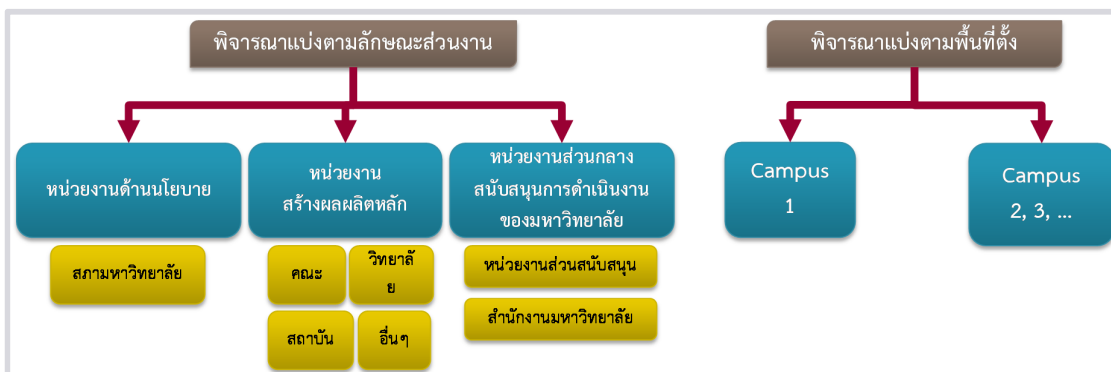 พิจารณาแบ่งตามลักษณะส่วนงาน
พิจารณาแบ่งตามพื้นที่ตั้ง
หน่วยงานด้านนโยบาย
หน่วยงาน
สร้างผลผลิตหลัก
หน่วยงานส่วนกลาง
สนับสนุนการดำเนินงาน
ของมหาวิทยาลัย
Campus
1
Campus
2, 3, ...
สภามหาวิทยาลัย
คณะ
วิทยาลั
ย
สถาบัน
อื่นๆ
หน่วยงานส่วนสนับสนุน
สำนักงานมหาวิทยาลัย